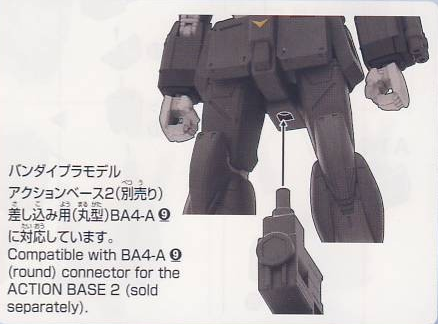 バンダイプラモデル
アクションベース2(別売り)
差し込み用(丸型)BA4-A ❾
に対応しています。
Compatible with BA4-A ❾
(round) connector for the
ACTION BASE 2 (sold
separately).